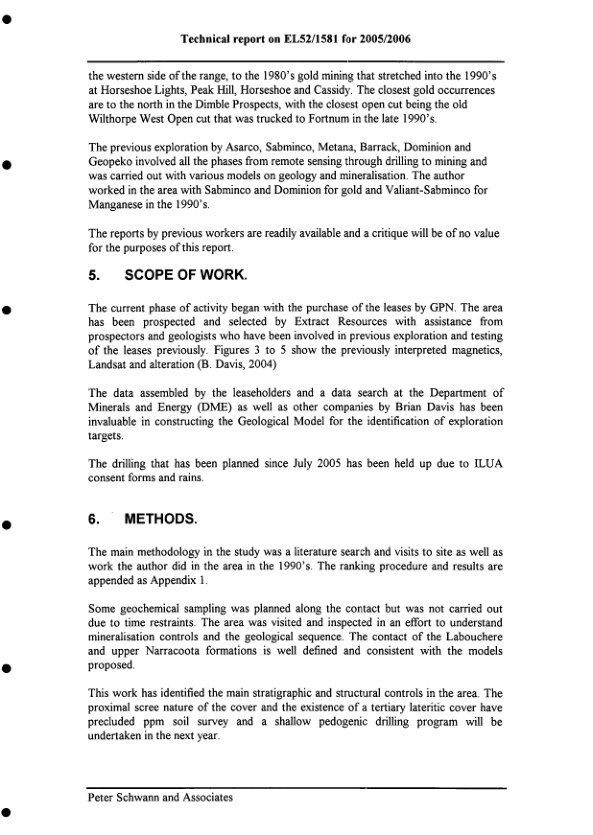 Technical report on EL52/1581 for 2005/2006
the western side of the range, to the 1980's gold mining that stretched into the 1990's
at Horseshoe Lights, Peak Hill, Horseshoe and Cassidy. The closest gold occurrences
are to the north in the Dimble Prospects, with the closest open cut being the old
Wilthorpe West Open cut that was trucked to Fortnum in the late 1990's.
The previous exploration by Asarco, Sabminco, Metana, Barrack, Dominion and
Geopeko involved all the phases from remote sensing through drilling to mining and
was carried out with various models on geology and mineralisation. The author
worked in the area with Sabminco and Dominion for gold and Valiant-Sabminco for
Manganese in the 1990's.
The reports by previous workers are readily available and a critique will be of no value
for the purposes of this report.
5. SCOPE OF WORK.
The current phase of activity began with the purchase of the leases by GPN. The area
has been prospected and selected by Extract Resources with assistance from
prospectors and geologists who have been involved in previous exploration and testing
of the leases previously. Figures 3 to 5 show the previously interpreted magnetics,
Landsat and alteration (B. Davis, 2004)
The data assembled by the leaseholders and a data search at the Department of
Minerals and Energy (DME) as well as other companies by Brian Davis has been
invaluable in constructing the Geological Model for the identification of exploration
targets.
The drilling that has been planned since July 2005 has been held up due to ILUA
consent forms and rains.
6. METHODS.
The main methodology in the study was a literature search and visits to site as well as
work the author did in the area in the 1990's. The ranking procedure and results are
appended as Appendix 1.
Some geochemical sampling was planned along the contact but was not carried out
due to time restraints. The area was visited and inspected in an effort to understand
mineralisation controls and the geological sequence. The contact of the Labouchere
and upper Narracoota formations is well defined and consistent with the models
proposed.
This work has identified the main stratigraphic and structural controls in the area. The
proximal scree nature of the cover and the existence of a tertiary lateritic cover have
precluded ppm soil survey and a shallow pedogenic drilling program will be
undertaken in the next year.
Peter Schwann and Associates